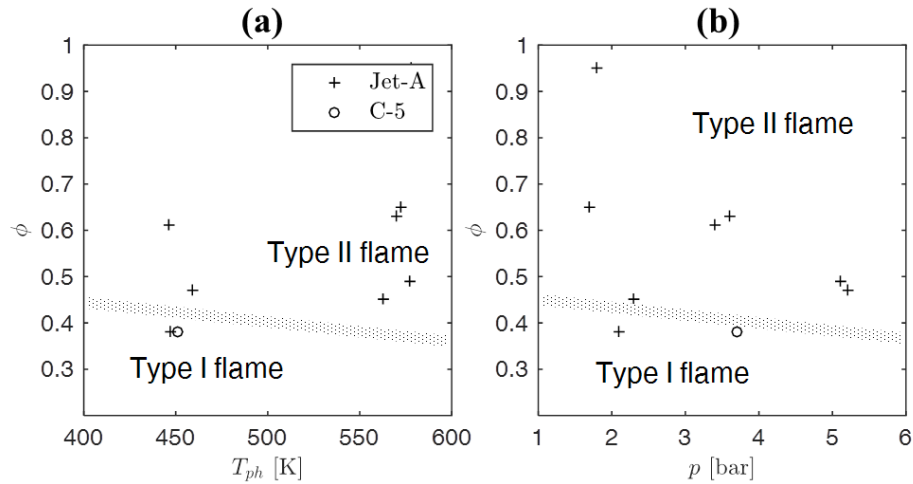 (a)
1
0.9
0.8
0.7
0.6
0.5
0.4
0.3
ϕ
Jet-A
C-5
Type II flame
Type I flame
400
450
500
550
600
T_{ph} [K]
(b)
1
0.9
0.8
0.7
0.6
0.5
0.4
0.3
ϕ
Type II flame
Type I flame
1
2
3
4
5
6
p [bar]